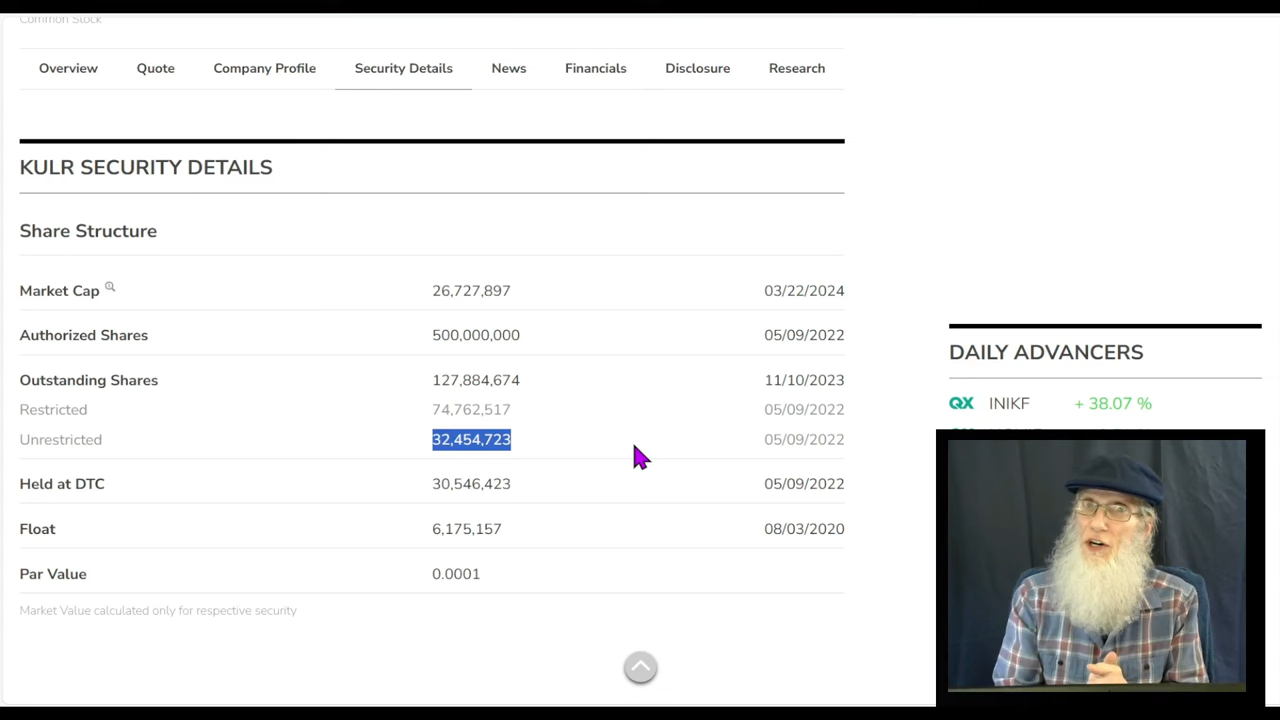 Common Stock
Overview Quote Company Profile Security Details News Financials Disclosure Research
KULR SECURITY DETAILS
Share Structure
Market Cap 26,727,897 03/22/2024
Authorized Shares 500,000,000 05/09/2022
Outstanding Shares 127,884,674 11/10/2023
Restricted 74,762,517 05/09/2022
Unrestricted 32,454,723 05/09/2022
Held at DTC 30,546,423 05/09/2022
Float 6,175,157 08/03/2020
Par Value 0.0001
Market Value calculated only for respective security
DAILY ADVANCERS
QX INIKF + 38.07 %